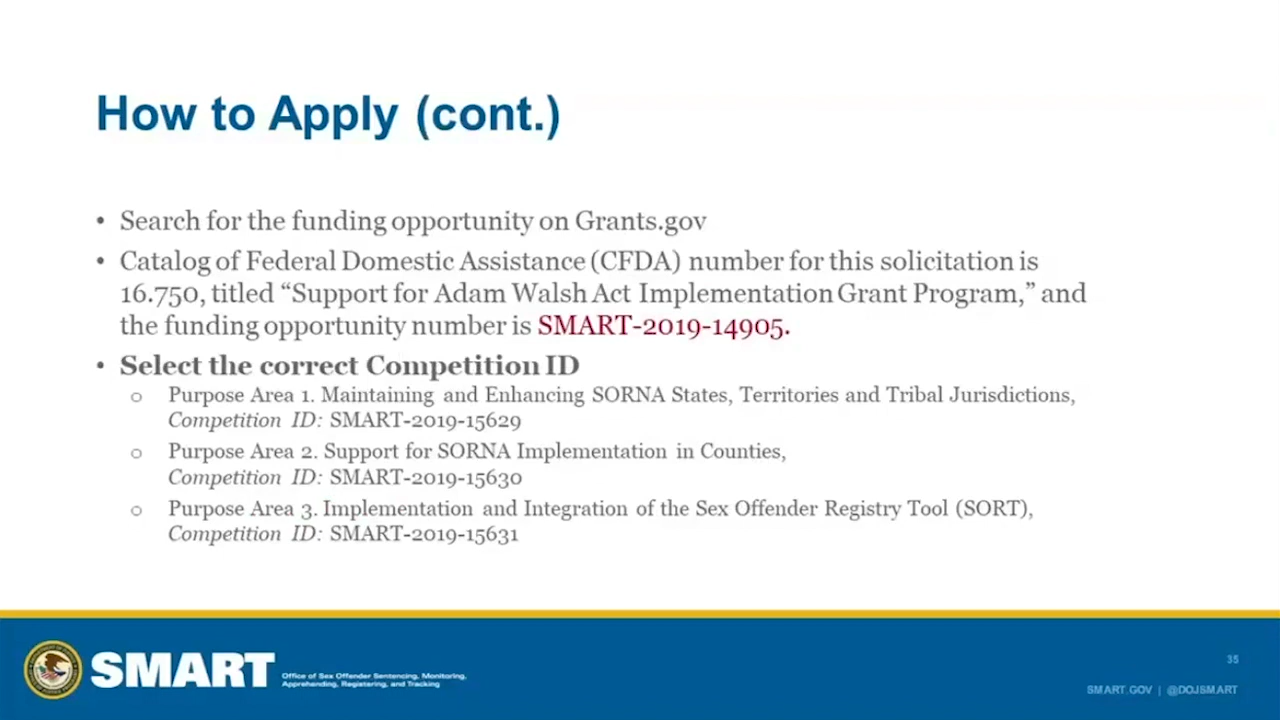 How to Apply (cont.)
• Search for the funding opportunity on Grants.gov
• Catalog of Federal Domestic Assistance (CFDA) number for this solicitation is
16.750, titled “Support for Adam Walsh Act Implementation Grant Program,” and
the funding opportunity number is SMART-2019-14905.
• Select the correct Competition ID
o Purpose Area 1. Maintaining and Enhancing SORNA States, Territories and Tribal Jurisdictions,
Competition ID: SMART-2019-15629
o Purpose Area 2. Support for SORNA Implementation in Counties,
Competition ID: SMART-2019-15630
o Purpose Area 3. Implementation and Integration of the Sex Offender Registry Tool (SORT),
Competition ID: SMART-2019-15631
SMART
Office of Sex Offender Sentencing, Monitoring,
Apprehending, Registering, and Tracking
35
SMART.GOV | @DOJSMART